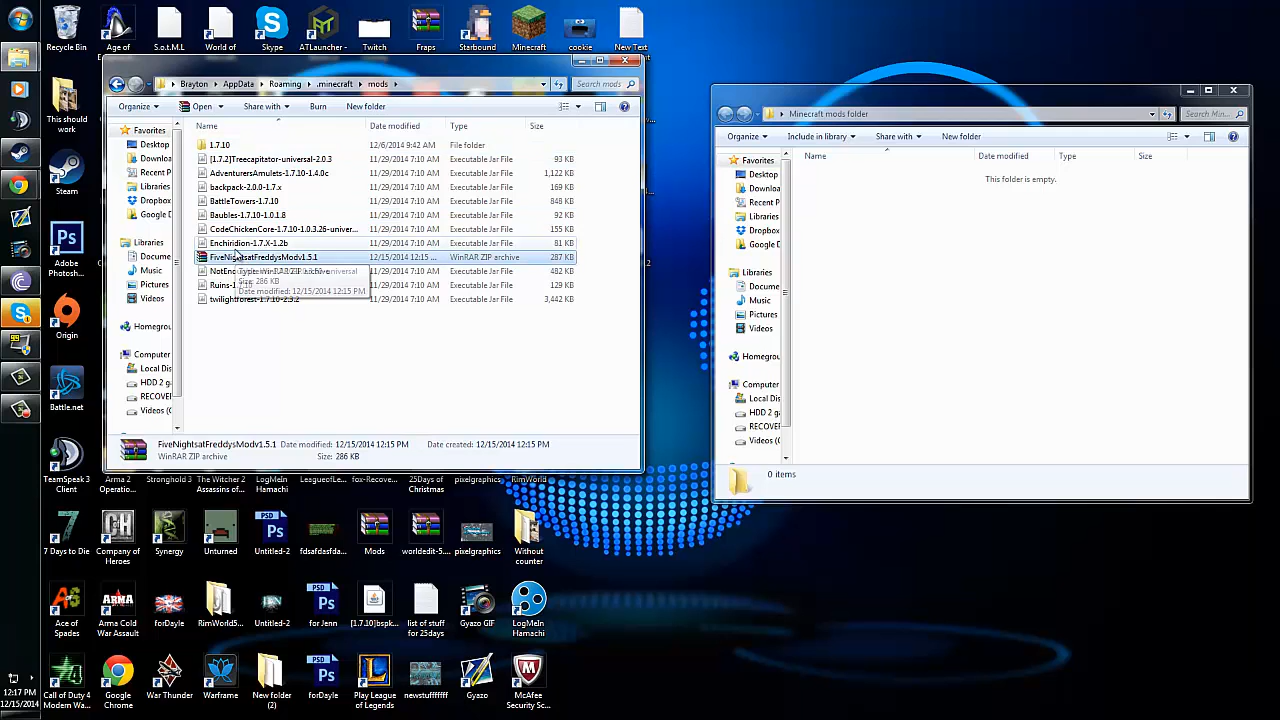 Recycle Bin
Age of
S.o.t.M.L
World of
Skype
ATLauncher -
Twitch
Fraps
Starbound
Minecraft
cookie
New Text
This should work
Steam
Adobe Photosh...
Origin
Battle.net
TeamSpeak 3 Client
Arma 2 Operatio...
Stronghold 3
The Witcher 2 Assassins of...
LogMeIn Hamachi
LeagueofLe...
fox-Recove...
25Days of Christmas
pixelgraphics
RimWorld
7 Days to Die
Company of Heroes
Synergy
Unturned
Untitled-2
fdsafdasfda...
Mods
worldedit-5....
pixelgraphics
Without counter
Ace of Spades
Arma Cold War Assault
forDayle
RimWorld5...
Untitled-2
for Jenn
[1.7.10]bspk...
list of stuff for 25days
Gyazo GIF
LogMeIn Hamachi
Call of Duty 4 Modern Wa...
Google Chrome
War Thunder
Warframe
New folder (2)
forDayle
Play League of Legends
newstuffffffff
Gyazo
McAfee Security Sc...
12:17 PM
12/15/2014
Brayton
AppData
Roaming
.minecraft
mods
Search mods
Organize
Open
Share with
Burn
New folder
Name
Date modified
Type
Size
Favorites
Desktop
Downloa
Recent P
Libraries
Dropbox
Google D
Libraries
Docume
Music
Pictures
Videos
Homegrou
Computer
Local Dis
HDD 2 g
RECOVE
Videos (
1.7.10 12/6/2014 9:42 AM File folder
[1.7.2]Treecapitator-universal-2.0.3 11/29/2014 7:10 AM Executable Jar File 93 KB
AdventurersAmulets-1.7.10-1.4.0c 11/29/2014 7:10 AM Executable Jar File 1,122 KB
backpack-2.0.0-1.7.x 11/29/2014 7:10 AM Executable Jar File 169 KB
BattleTowers-1.7.10 11/29/2014 7:10 AM Executable Jar File 848 KB
Baubles-1.7.10-1.0.1.8 11/29/2014 7:10 AM Executable Jar File 92 KB
CodeChickenCore-1.7.10-1.0.3.26-univer... 11/29/2014 7:10 AM Executable Jar File 155 KB
Enchiridion-1.7.X-1.2b 11/29/2014 7:10 AM Executable Jar File 81 KB
FiveNightsatFreddysModv1.5.1 12/15/2014 12:15 ... WinRAR ZIP archive 287 KB
11/29/2014 7:10 AM Executable Jar File 482 KB
11/29/2014 7:10 AM Executable Jar File 129 KB
twilightforest-1.7.10-2.3.2 11/29/2014 7:10 AM Executable Jar File 3,442 KB
Size: 286 KB
Date modified: 12/15/2014 12:15 PM
FiveNightsatFreddysModv1.5.1 Date modified: 12/15/2014 12:15 PM Date created: 12/15/2014 12:15 PM
WinRAR ZIP archive Size: 286 KB
Minecraft mods folder
Search Min...
Organize
Include in library
Share with
New folder
Name
Date modified
Type
Size
This folder is empty.
Favorites
Desktop
Downloa
Recent P
Libraries
Dropbo
Google D
Libraries
Docume
Music
Pictures
Videos
Homegrou
Computer
Local Dis
HDD 2 g
RECOVE
Videos (
0 items